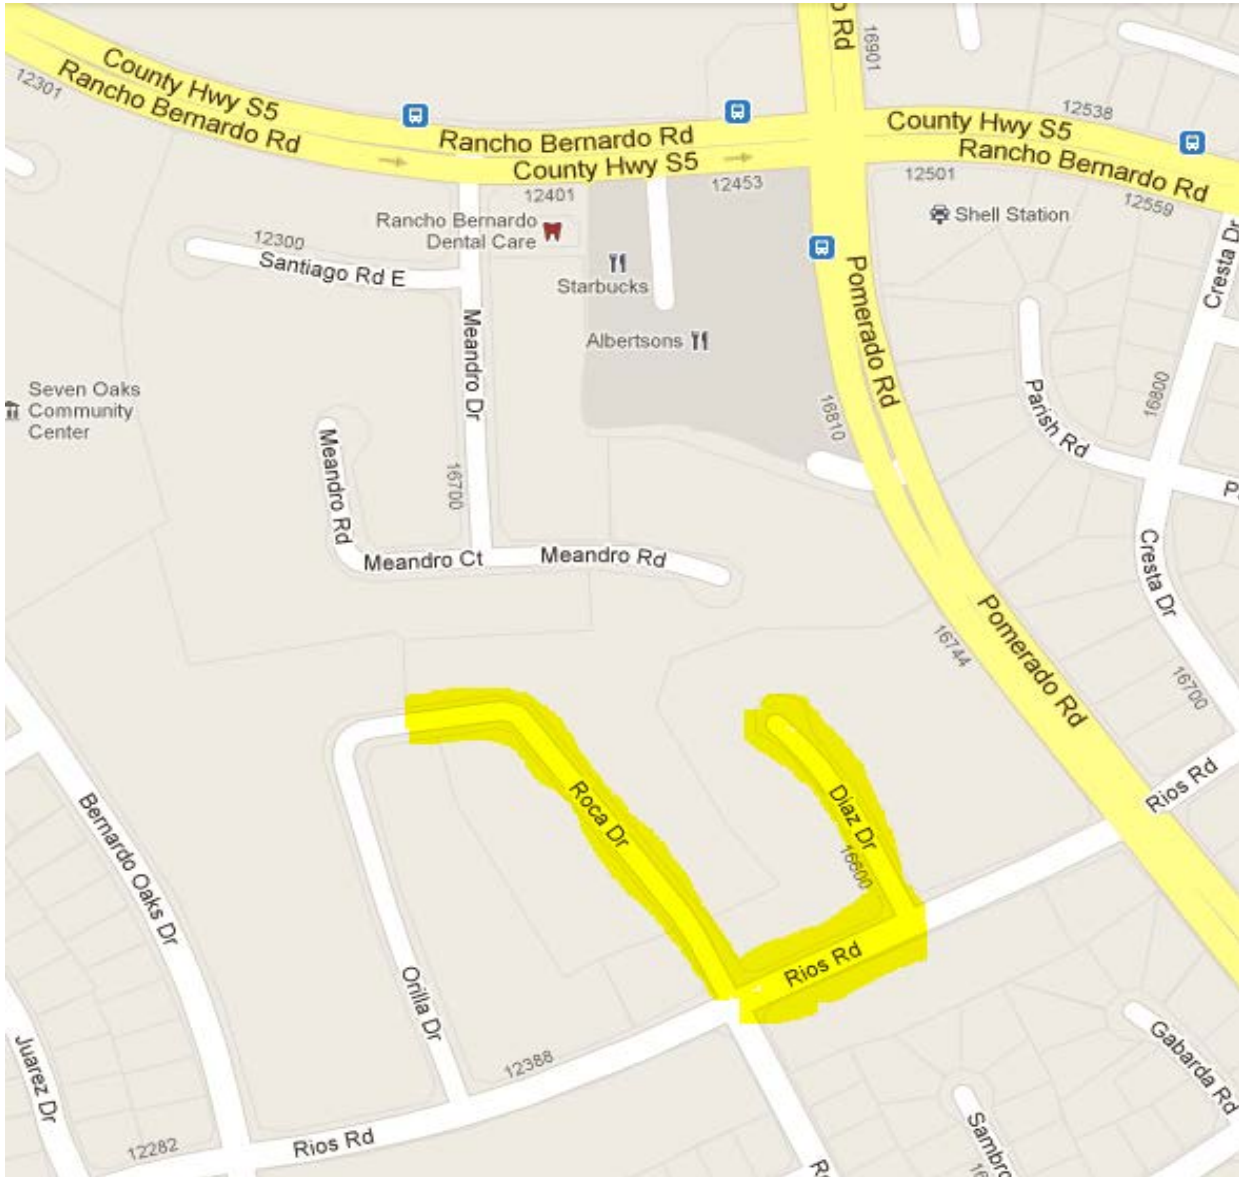 o Rd
16901
County Hwy S5
Rancho Bernardo Rd
12301
Rancho Bernardo Rd
County Hwy S5
12401
12453
12538
County Hwy S5
Rancho Bernardo Rd
12501
12559
Shell Station
Rancho Bernardo
Dental Care
12300
Santiago Rd E
Starbucks
Albertsons
Meandro Dr
16700
Pomerado Rd
16810
Cresta Dr
16800
Parish Rd
Seven Oaks
Community
Center
Meandro Rd
Meandro Ct
Meandro Rd
Cresta Dr
16700
Pomerado Rd
16744
Rios Rd
Roca Dr
Diaz Dr
16600
Bernardo Oaks Dr
Orilla Dr
Rios Rd
Juarez Dr
12388
12282
Rios Rd
Gabarda Rd
Sambro